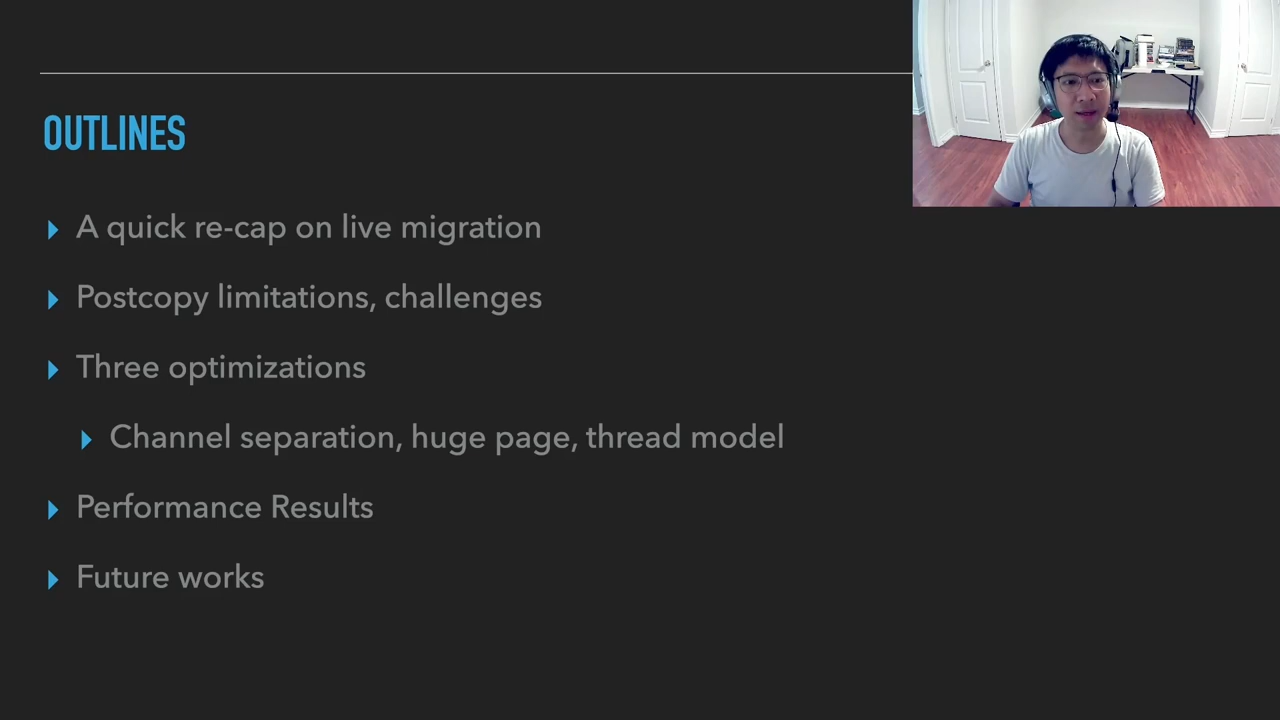 OUTLINES
A quick re-cap on live migration
Postcopy limitations, challenges
Three optimizations
Channel separation, huge page, thread model
Performance Results
Future works